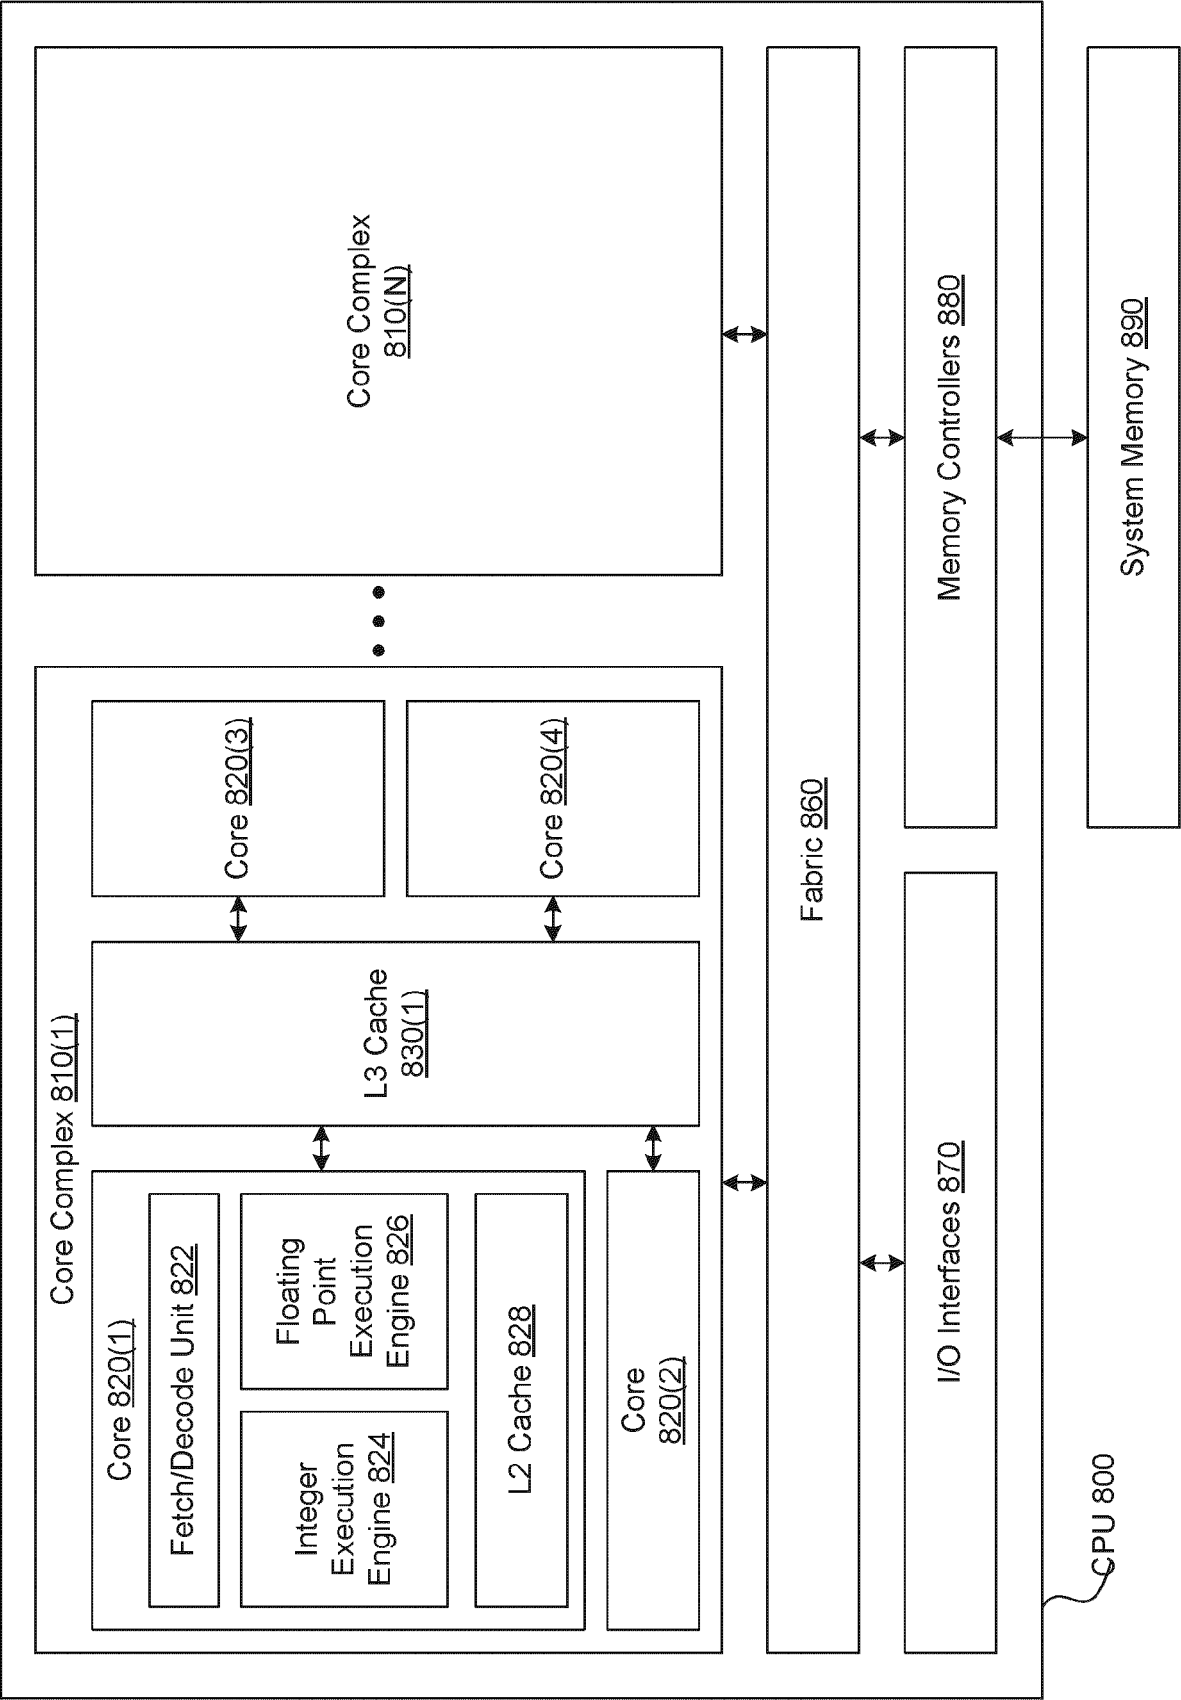 Core Complex 810(1)
Core 820(1)
Fetch/Decode Unit 822
Integer
Execution
Engine 824
Floating
Point
Execution
Engine 826
L2 Cache 828
Core
820(2)
L3 Cache
830(1)
Core 820(3)
Core 820(4)
Core Complex
810(N)
Fabric 860
I/O Interfaces 870
Memory Controllers 880
CPU 800
System Memory 890